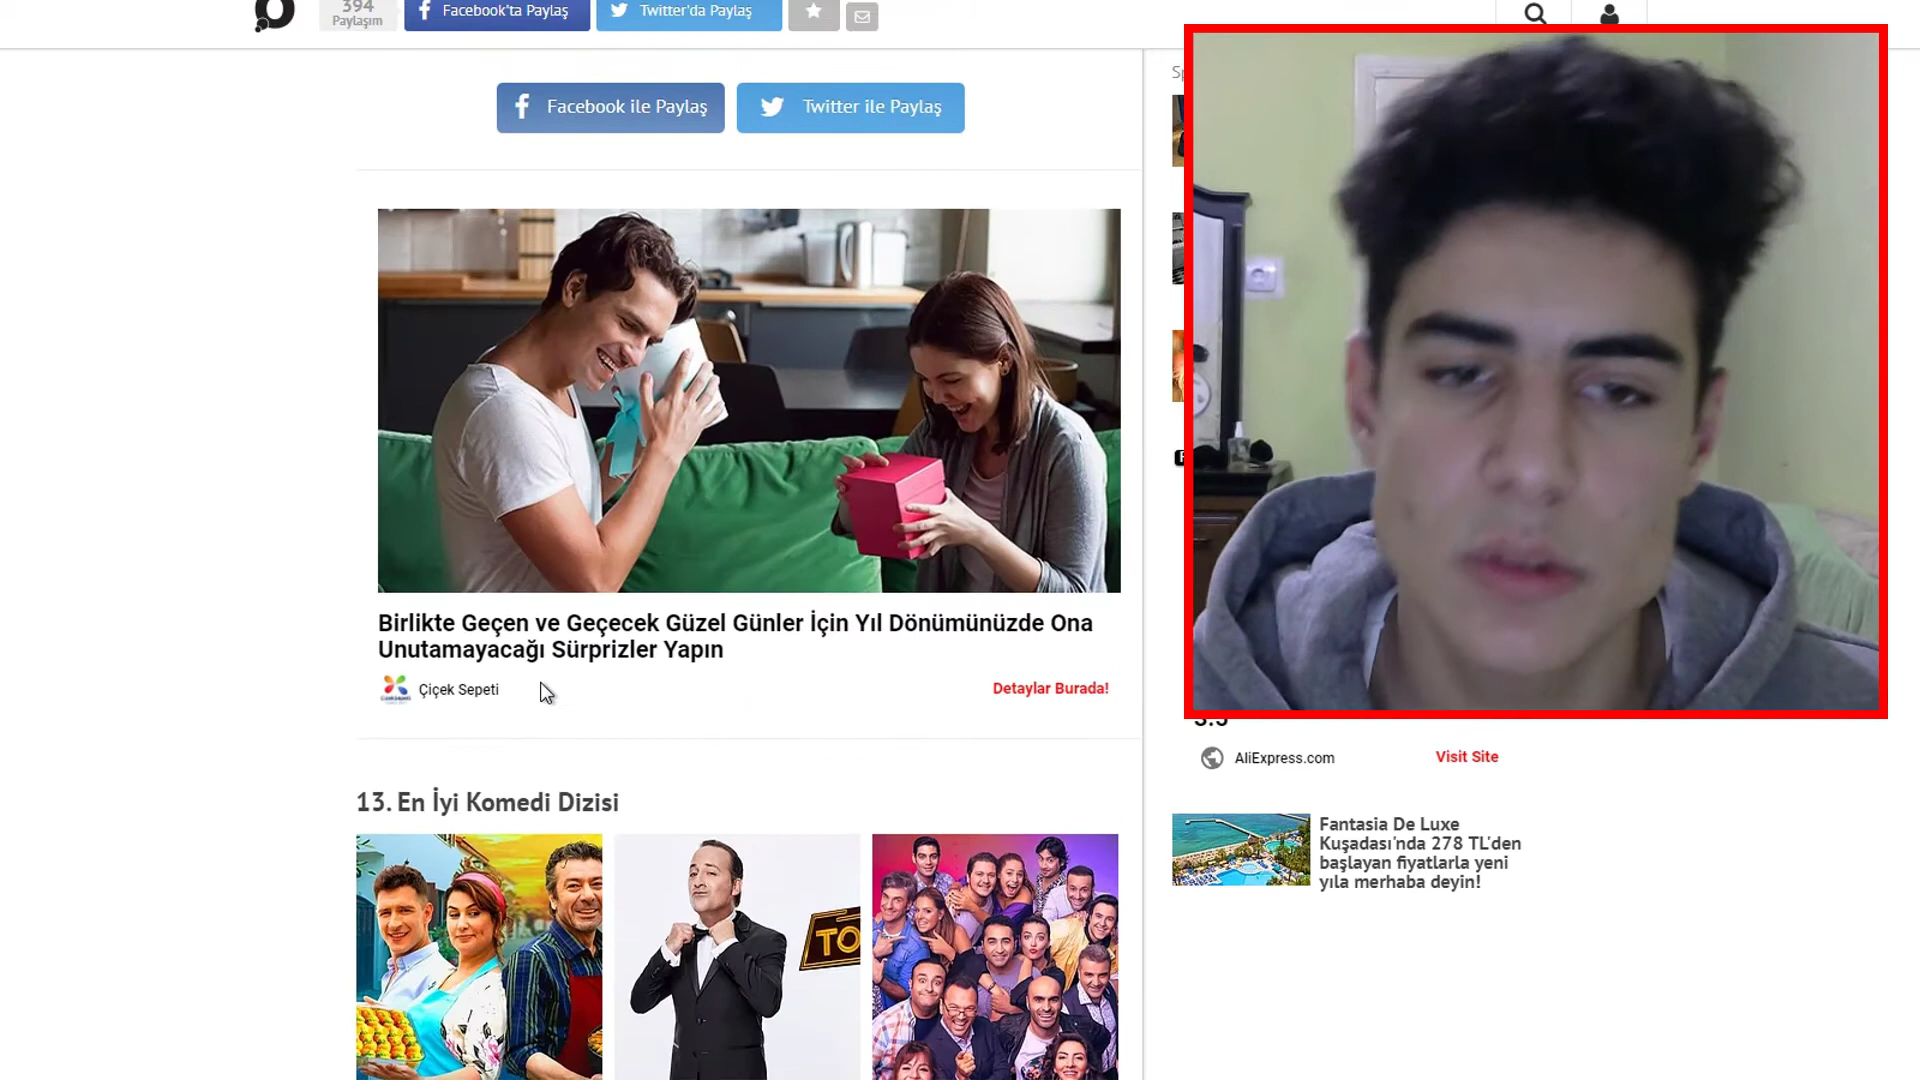 394
Paylaşım
Facebook'ta Paylaş
Twitter'da Paylaş
Facebook ile Paylaş
Twitter ile Paylaş
Birlikte Geçen ve Geçecek Güzel Günler İçin Yıl Dönümünüzde Ona
Unutamayacağı Sürprizler Yapın
Çiçek Sepeti
Detaylar Burada!
13. En İyi Komedi Dizisi
TO
AliExpress.com
Visit Site
Fantasia De Luxe
Kuşadası'nda 278 TL'den
başlayan fiyatlarla yeni
yıla merhaba deyin!